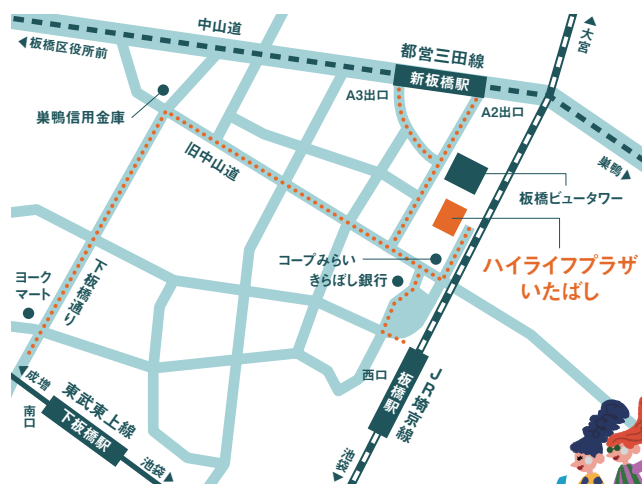 中山道
◀板橋区役所前
都営三田線
新板橋駅
▲大宮
A3出口
A2出口
巣鴨信用金庫
巣鴨▶
旧中山道
板橋ビュータワー
コープみらい
きらぼし銀行
ハイライフプラザ
いたばし
下板橋通り
ヨーク
マート
西口
板橋駅
JR埼京線
◀成増
東武東上線
南口
下板橋駅
池袋▶
池袋▼